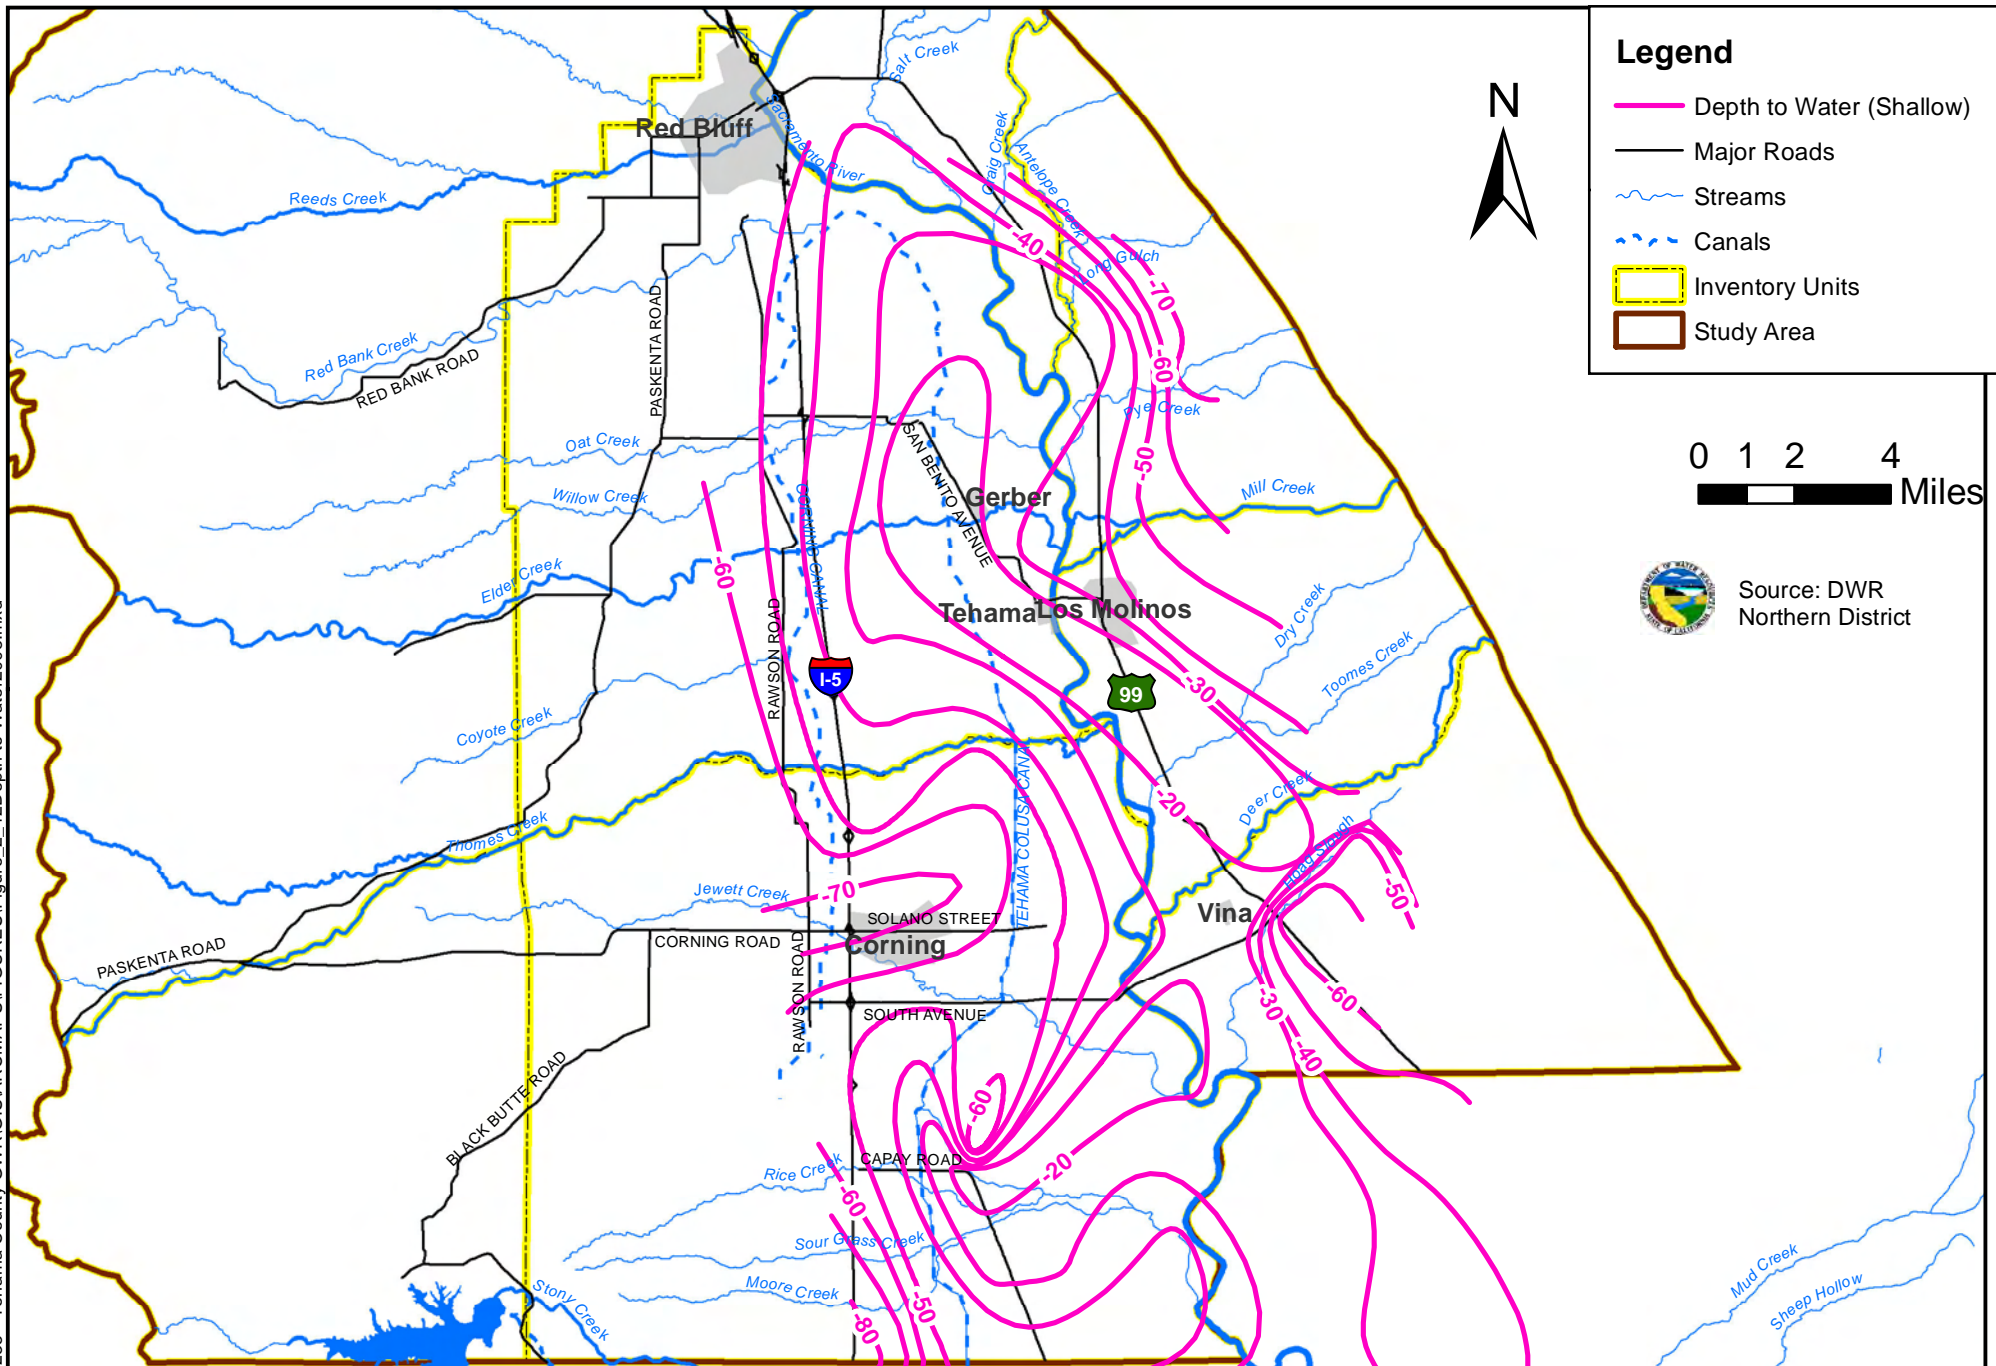 Legend
Depth to Water (Shallow)
Major Roads
Streams
Canals
Inventory Units
Study Area
N
0 1 2 4
Miles
Source: DWR
Northern District
Salt Creek
Red Bluff
Sacramento River
Craig Creek
Antelope Creek
Reeds Creek
-40
Long Gulch
-70
PASKENTA ROAD
Red Bank Creek
RED BANK ROAD
-60
Pye Creek
Oat Creek
SAN BENITO AVENUE
-50
Willow Creek
CORNING CANAL
Gerber
Mill Creek
Elder Creek
-60
RAWSON ROAD
Tehama
Los Molinos
Dry Creek
Toomes Creek
I-5
99
-30
Coyote Creek
TEHAMA COLUSA CANAL
-20
Deer Creek
Thomes Creek
Hoag Slough
Jewett Creek
-70
-50
SOLANO STREET
Vina
PASKENTA ROAD
CORNING ROAD
Corning
RAWSON ROAD
-30
-60
SOUTH AVENUE
-40
BLACK BUTTE ROAD
-60
CAPAY ROAD
-20
Rice Creek
-60
Sour Grass Creek
Moore Creek
-50
-80
Stony Creek
Mud Creek
Sheep Hollow